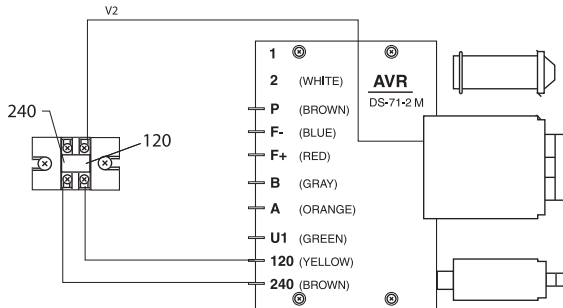 V2
1
2 (WHITE)
AVR
DS-71-2 M
P (BROWN)
F- (BLUE)
F+ (RED)
B (GRAY)
A (ORANGE)
U1 (GREEN)
120 (YELLOW)
240 (BROWN)
240
120